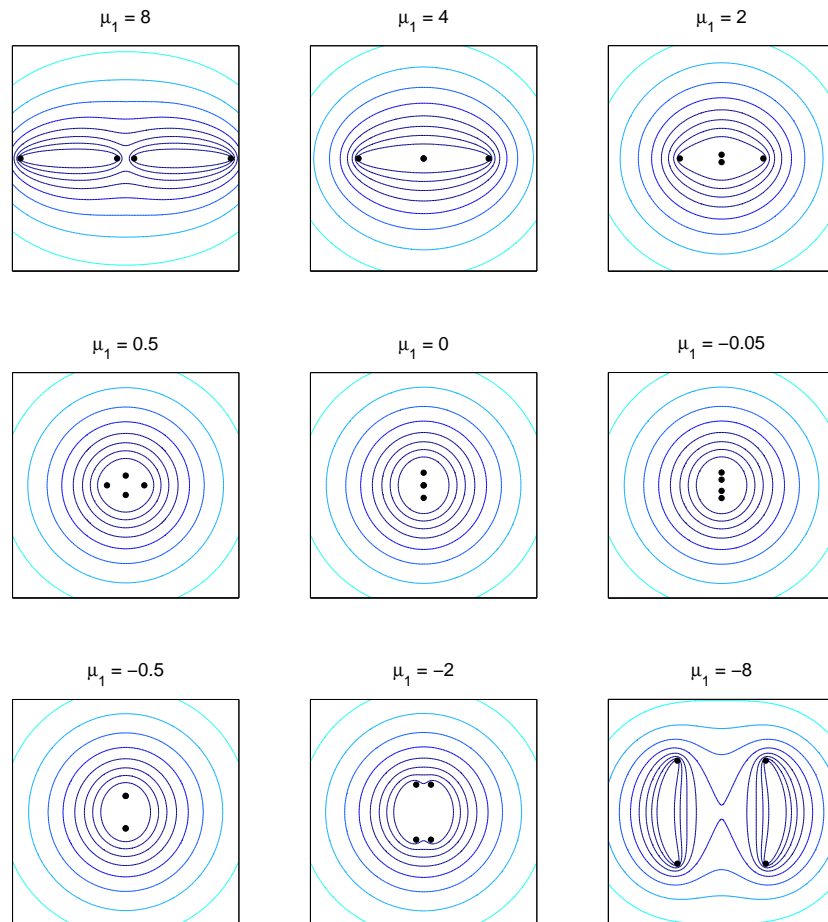 μ₁ = 8
μ₁ = 4
μ₁ = 2
μ₁ = 0.5
μ₁ = 0
μ₁ = −0.05
μ₁ = −0.5
μ₁ = −2
μ₁ = −8